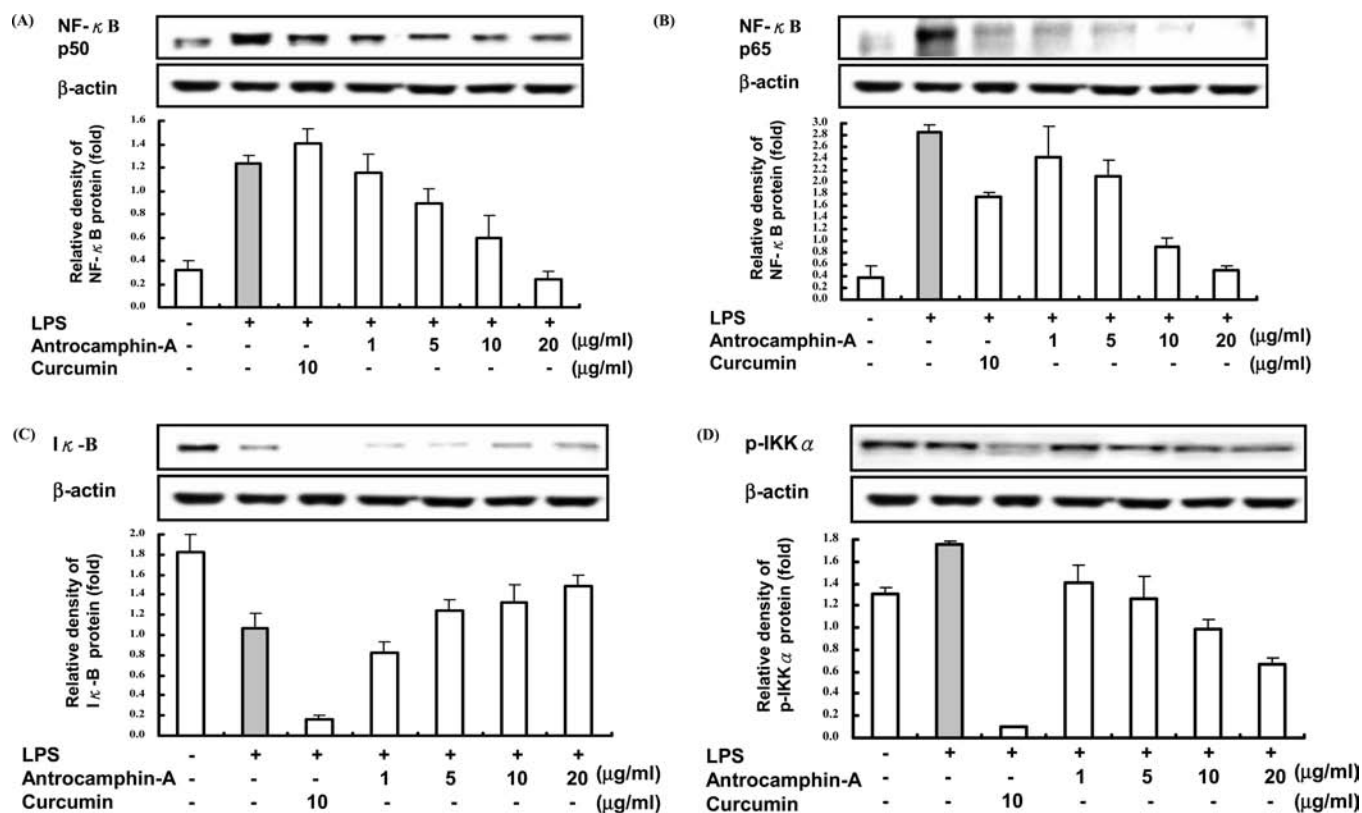 (A)
NF-κB
p50
β-actin
Relative density of
NF-κB protein (fold)
1.6
1.4
1.2
1.0
0.8
0.6
0.4
0.2
0.0
LPS - + + + + + +
Antrocamphin-A - - - 1 5 10 20 (μg/ml)
Curcumin - - 10 - - - - (μg/ml)
(B)
NF-κB
p65
β-actin
Relative density of
NF-κB protein (fold)
3.0
2.8
2.6
2.4
2.2
2.0
1.8
1.6
1.4
1.2
1.0
0.8
0.6
0.4
0.2
0.0
LPS - + + + + + +
Antrocamphin-A - - - 1 5 10 20 (μg/ml)
Curcumin - - 10 - - - - (μg/ml)
(C)
Iκ-B
β-actin
Relative density of
Iκ-B protein (fold)
2.0
1.8
1.6
1.4
1.2
1.0
0.8
0.6
0.4
0.2
0.0
LPS - + + + + + +
Antrocamphin-A - - - 1 5 10 20 (μg/ml)
Curcumin - - 10 - - - - (μg/ml)
(D)
p-IKKα
β-actin
Relative density of
p-IKKα protein (fold)
1.8
1.6
1.4
1.2
1.0
0.8
0.6
0.4
0.2
0.0
LPS - + + + + + +
Antrocamphin-A - - - 1 5 10 20 (μg/ml)
Curcumin - - 10 - - - - (μg/ml)